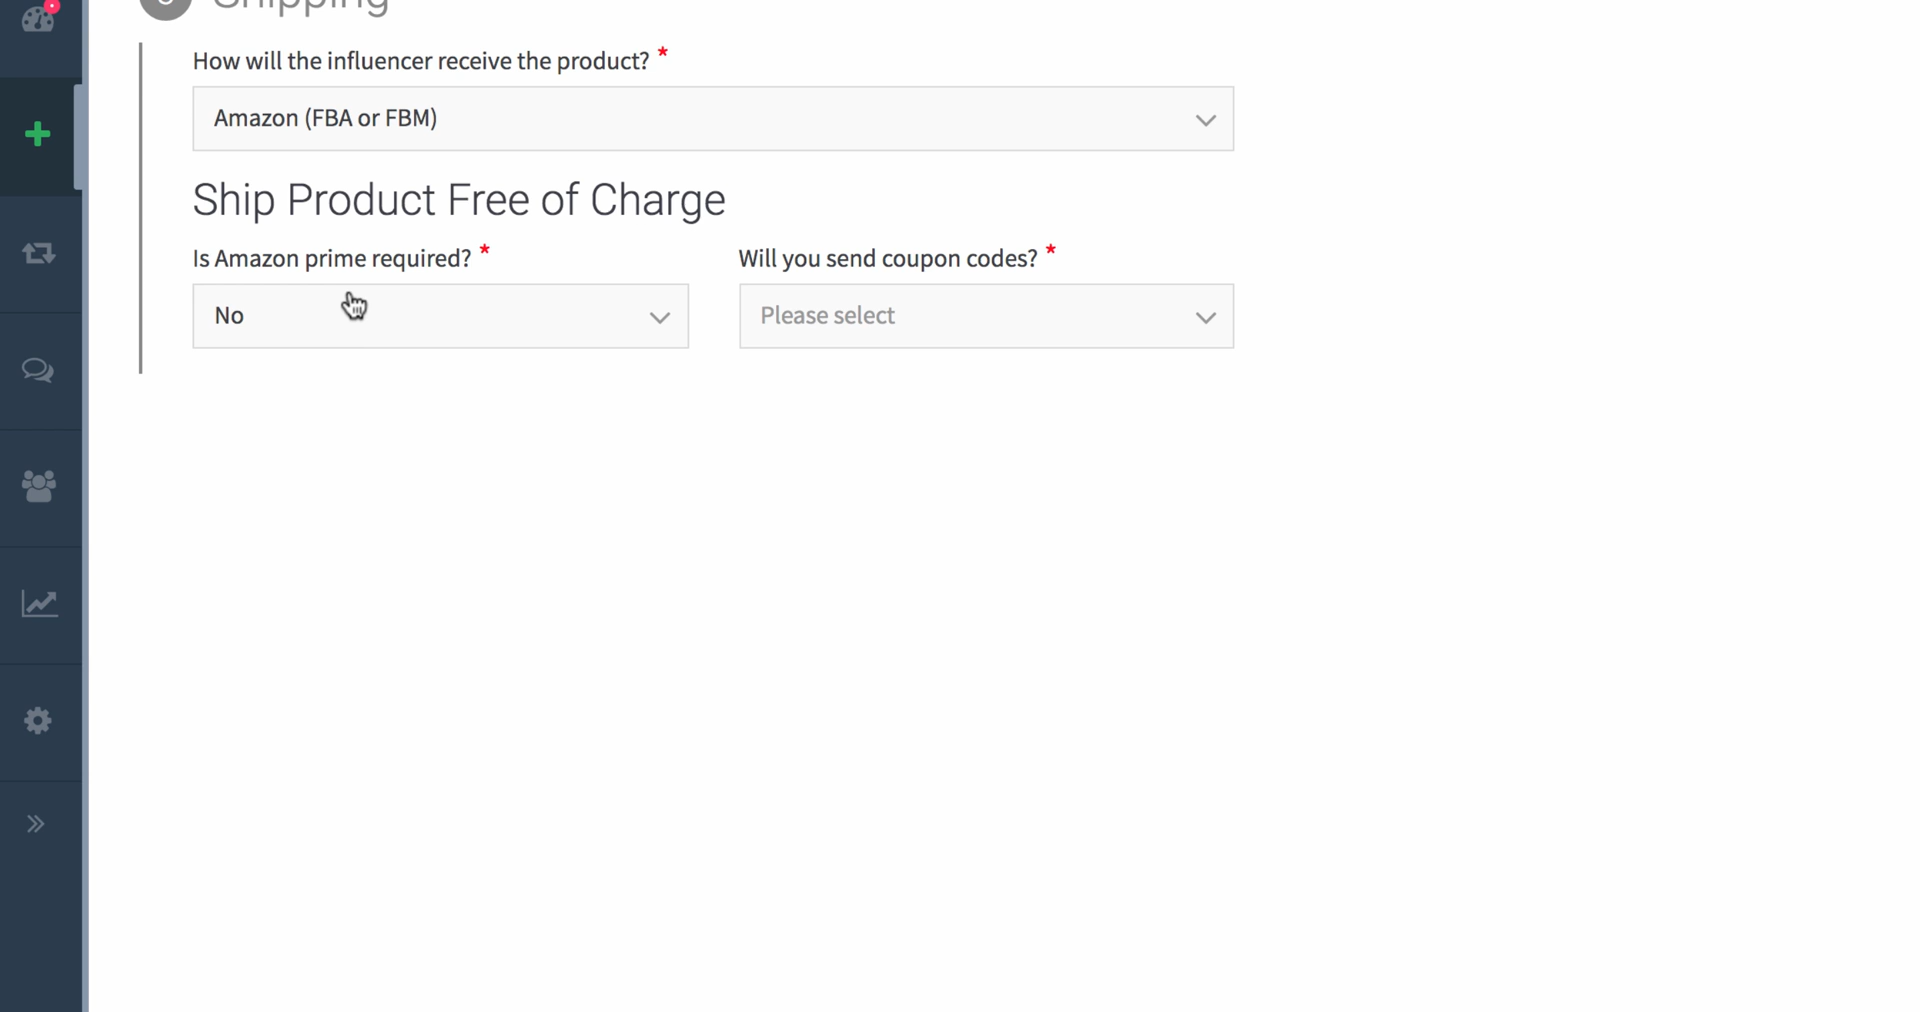 Shipping
How will the influencer receive the product? *
Amazon (FBA or FBM)
Ship Product Free of Charge
Is Amazon prime required? *
Will you send coupon codes? *
No
Please select